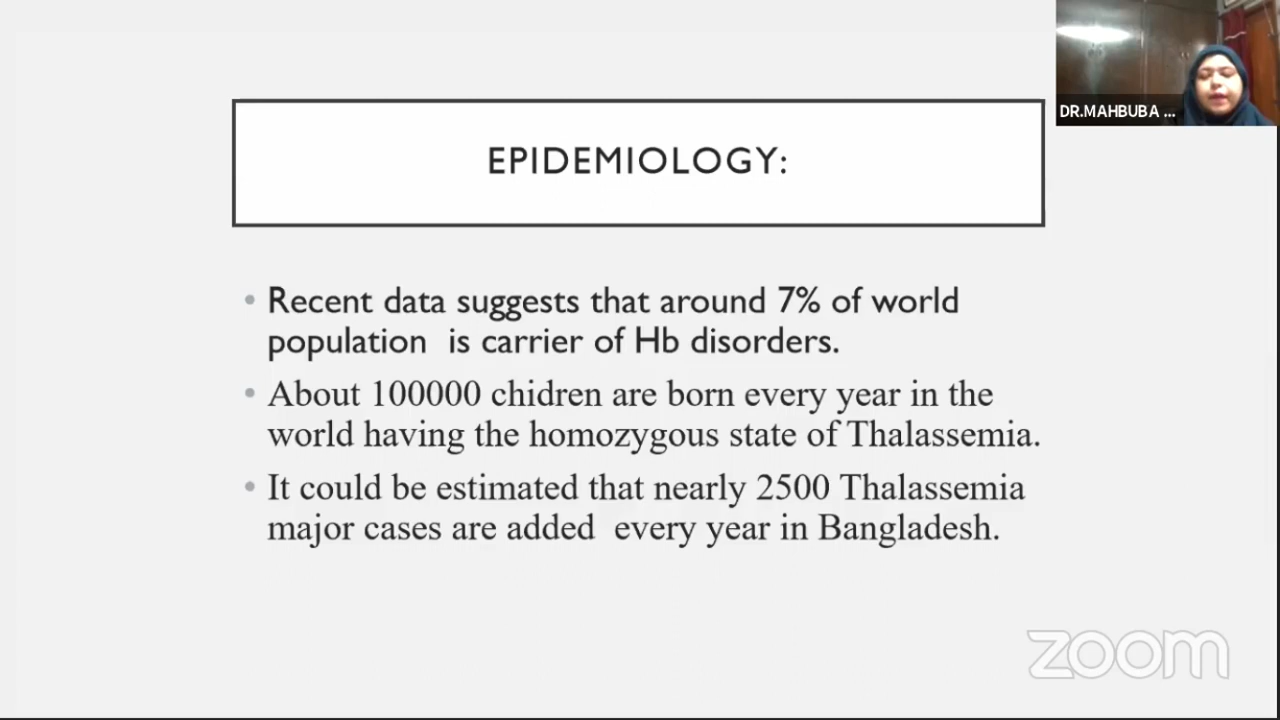 DR.MAHBUBA ...
EPIDEMIOLOGY:
• Recent data suggests that around 7% of world
population is carrier of Hb disorders.
• About 100000 chidren are born every year in the
world having the homozygous state of Thalassemia.
• It could be estimated that nearly 2500 Thalassemia
major cases are added every year in Bangladesh.
zoom